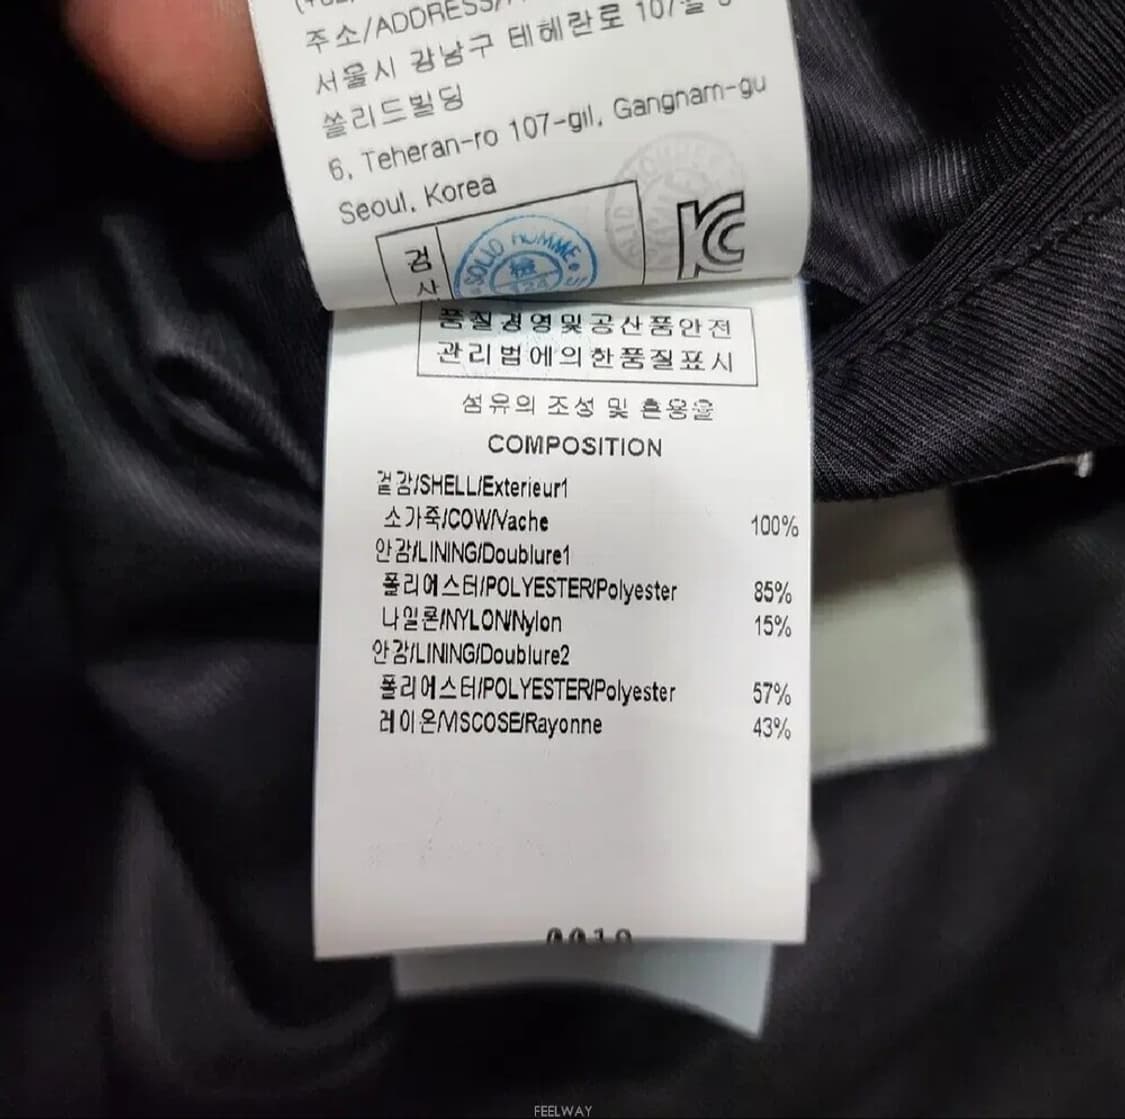 주소/ADDRESS/
서울시 강남구 테헤란로 107길
쏠리드빌딩
6, Teheran-ro 107-gil, Gangnam-gu
Seoul, Korea
검
사
SOLID HOMME
檢
품질경영및공산품안전
관리법에의한품질표시
섬유의 조성 및 혼용율
COMPOSITION
겉감/SHELL/Exterieur1
소가죽/COW/Vache 100%
안감/LINING/Doublure1
폴리에스터/POLYESTER/Polyester 85%
나일론/NYLON/Nylon 15%
안감/LINING/Doublure2
폴리에스터/POLYESTER/Polyester 57%
레이온/VISCOSE/Rayonne 43%
FEELWAY